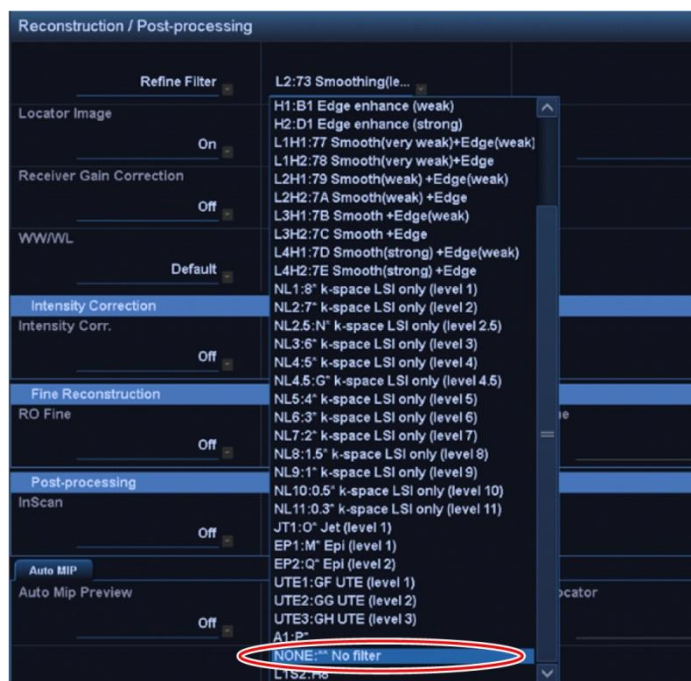 Reconstruction / Post-processing
Refine Filter
L2:73 Smoothing(le...
H1:B1 Edge enhance (weak)
H2:D1 Edge enhance (strong)
L1H1:77 Smooth(very weak)+Edge(weak)
L1H2:78 Smooth(very weak)+Edge
L2H1:79 Smooth(weak) +Edge(weak)
L2H2:7A Smooth(weak) +Edge
L3H1:7B Smooth +Edge(weak)
L3H2:7C Smooth +Edge
L4H1:7D Smooth(strong) +Edge(weak)
L4H2:7E Smooth(strong) +Edge
NL1:8* k-space LSI only (level 1)
NL2:7* k-space LSI only (level 2)
NL2.5:N* k-space LSI only (level 2.5)
NL3:6* k-space LSI only (level 3)
NL4:5* k-space LSI only (level 4)
NL4.5:G* k-space LSI only (level 4.5)
NL5:4* k-space LSI only (level 5)
NL6:3* k-space LSI only (level 6)
NL7:2* k-space LSI only (level 7)
NL8:1.5* k-space LSI only (level 8)
NL9:1* k-space LSI only (level 9)
NL10:0.5* k-space LSI only (level 10)
NL11:0.3* k-space LSI only (level 11)
JT1:O* Jet (level 1)
EP1:M* Epi (level 1)
EP2:Q* Epi (level 2)
UTE1:GF UTE (level 1)
UTE2:GG UTE (level 2)
UTE3:GH UTE (level 3)
A1:P*
NONE:** No filter
L1S2:H8
Locator Image
On
Receiver Gain Correction
Off
WW/WL
Default
Intensity Correction
Intensity Corr.
Off
Fine Reconstruction
RO Fine
Off
Post-processing
InScan
Off
Auto MIP
Auto Mip Preview
Off